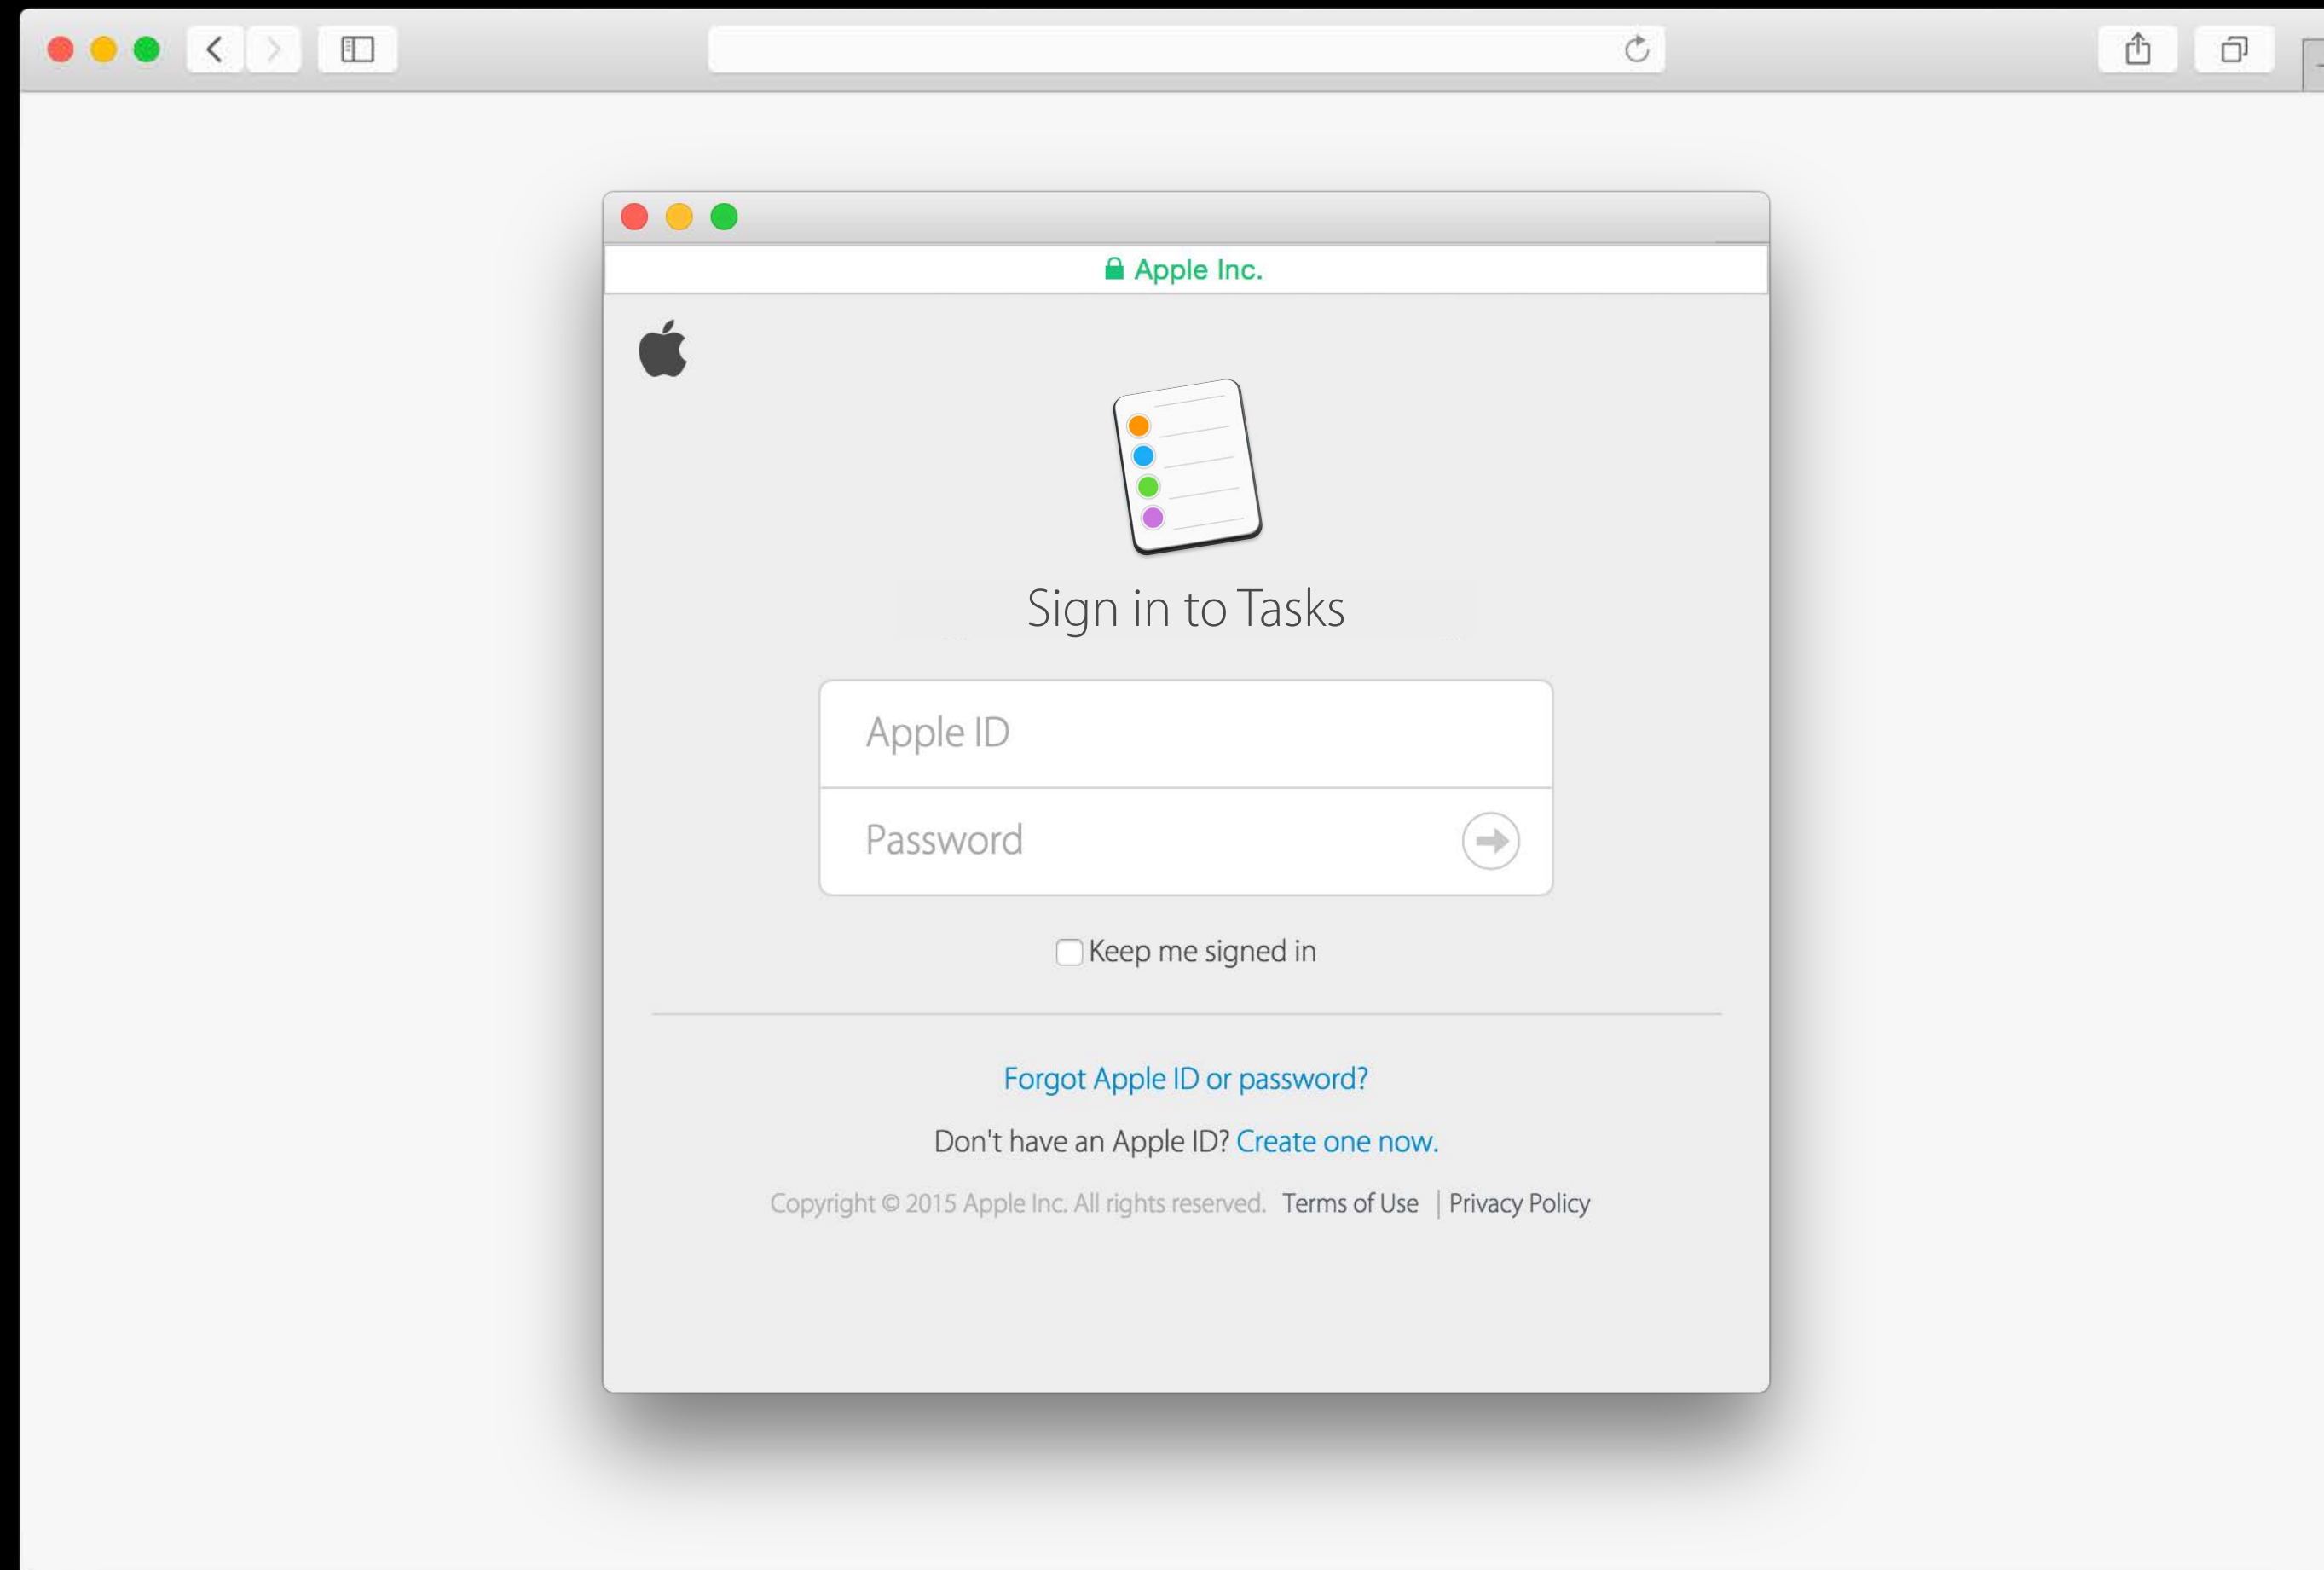 Apple Inc.
Sign in to Tasks
Apple ID
Password
Keep me signed in
Forgot Apple ID or password?
Don't have an Apple ID? Create one now.
Copyright © 2015 Apple Inc. All rights reserved. Terms of Use | Privacy Policy